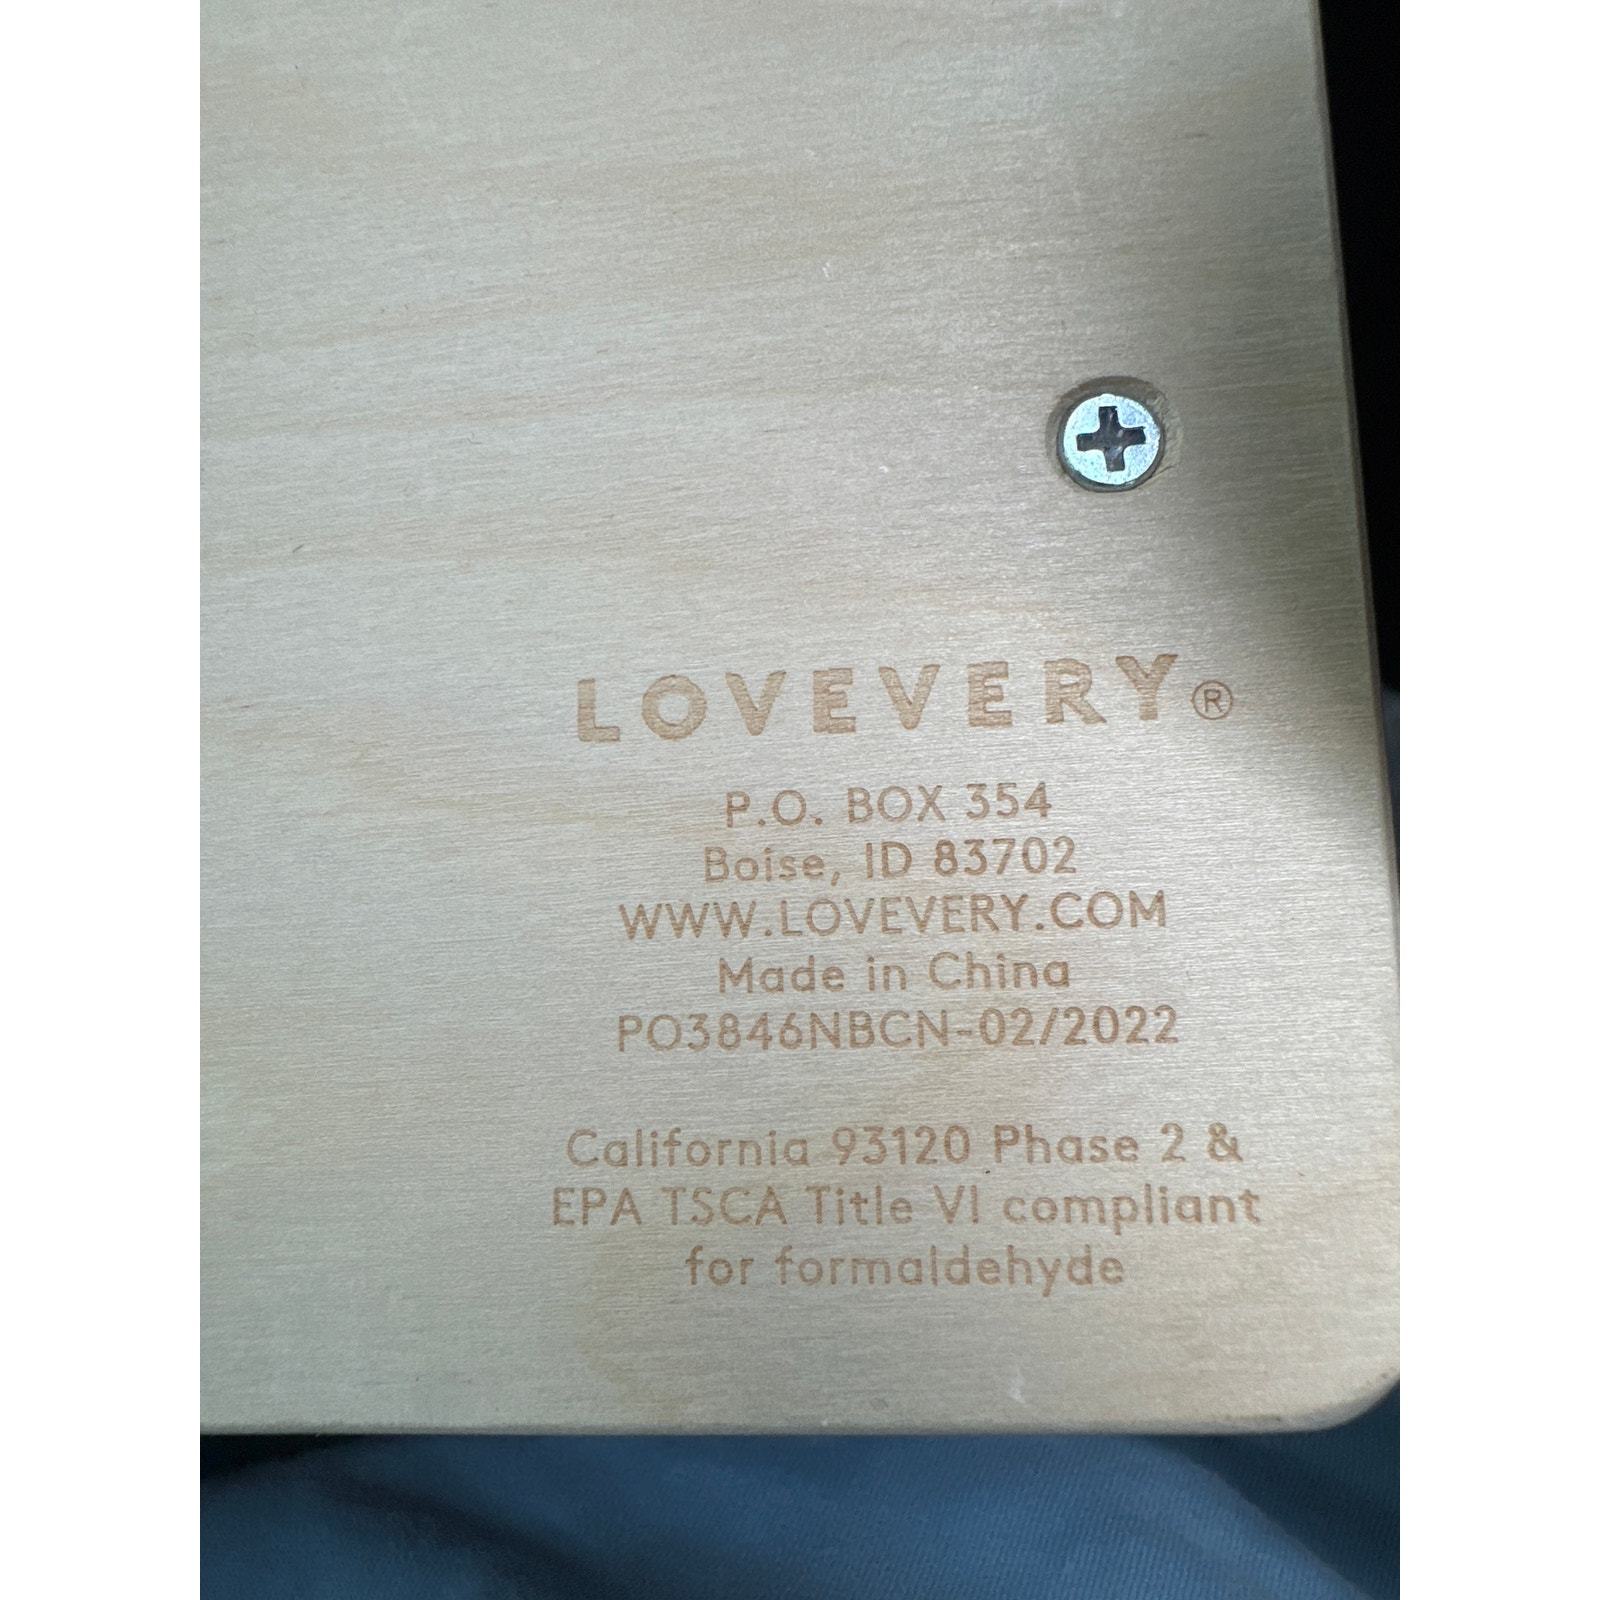 LOVEVERY®
P.O. BOX 354
Boise, ID 83702
WWW.LOVEVERY.COM
Made in China
PO3846NBCN-02/2022
California 93120 Phase 2 &
EPA TSCA Title VI compliant
for formaldehyde